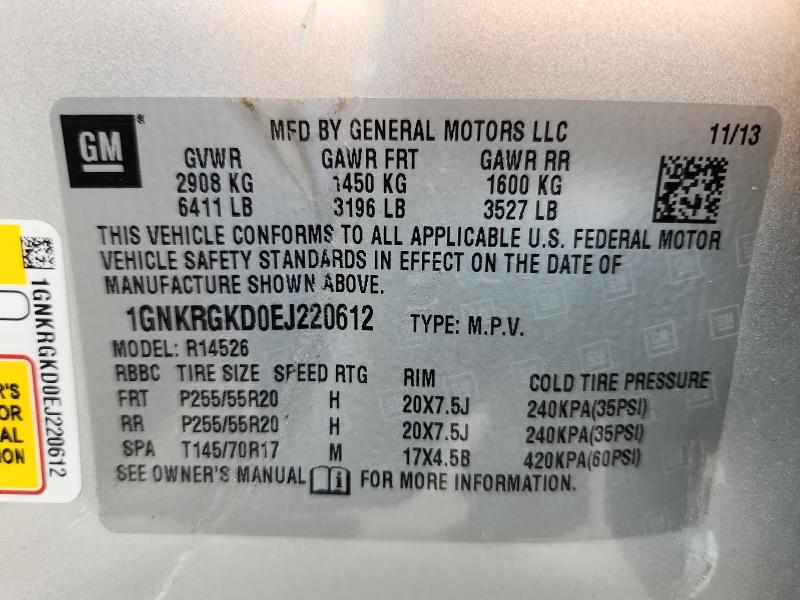 GM
®
MFD BY GENERAL MOTORS LLC 11/13
GVWR GAWR FRT GAWR RR
2908 KG 1450 KG 1600 KG
6411 LB 3196 LB 3527 LB
THIS VEHICLE CONFORMS TO ALL APPLICABLE U.S. FEDERAL MOTOR
VEHICLE SAFETY STANDARDS IN EFFECT ON THE DATE OF
MANUFACTURE SHOWN ABOVE.
1GNKRGKD0EJ220612 TYPE: M.P.V.
MODEL: R14526
RBBC TIRE SIZE SPEED RTG RIM COLD TIRE PRESSURE
FRT P255/55R20 H 20X7.5J 240KPA(35PSI)
RR P255/55R20 H 20X7.5J 240KPA(35PSI)
SPA T145/70R17 M 17X4.5B 420KPA(60PSI)
SEE OWNER'S MANUAL i FOR MORE INFORMATION.
1GNKRGKD0EJ220612
R'S
OR
AL
ION